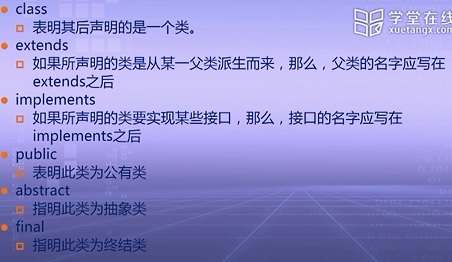 学堂在线
xuetangx.com
class
表明其后声明的是一个类。
extends
如果所声明的类是从某一父类派生而来，那么，父类的名字应写在
extends之后
implements
如果所声明的类要实现某些接口，那么，接口的名字应写在
implements之后
public
表明此类为公有类
abstract
指明此类为抽象类
final
指明此类为终结类